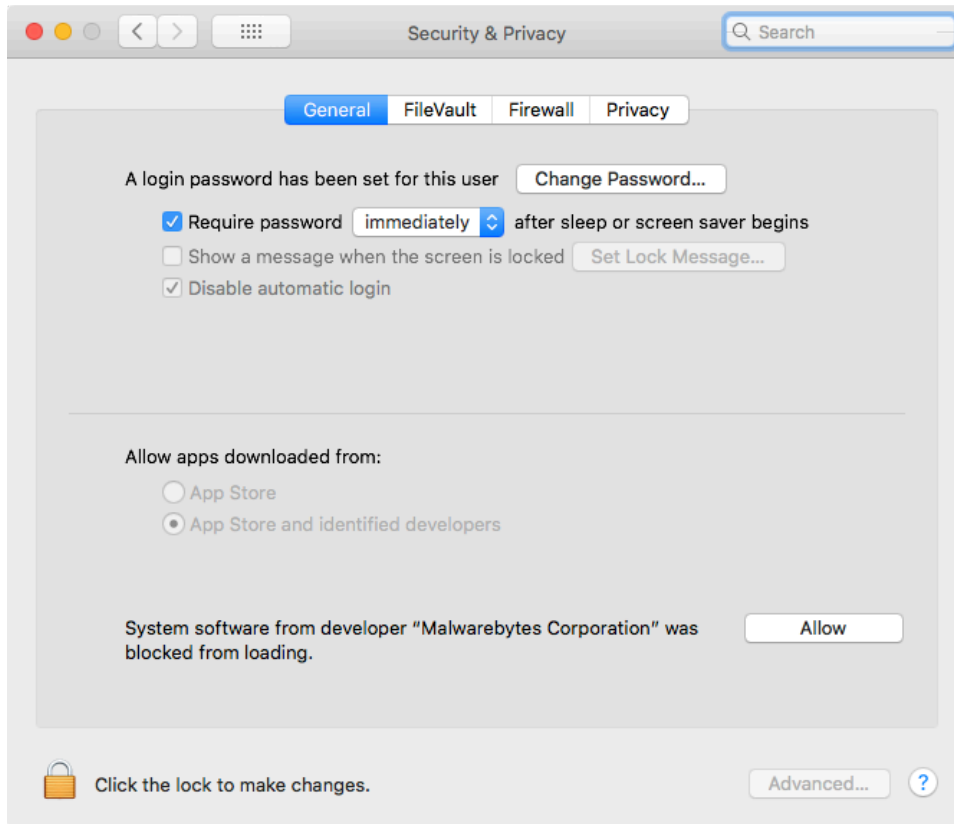 Security & Privacy
Search
General FileVault Firewall Privacy
A login password has been set for this user Change Password...
Require password immediately after sleep or screen saver begins
Show a message when the screen is locked Set Lock Message...
Disable automatic login
Allow apps downloaded from:
App Store
App Store and identified developers
System software from developer “Malwarebytes Corporation” was
blocked from loading.
Allow
Click the lock to make changes.
Advanced... ?